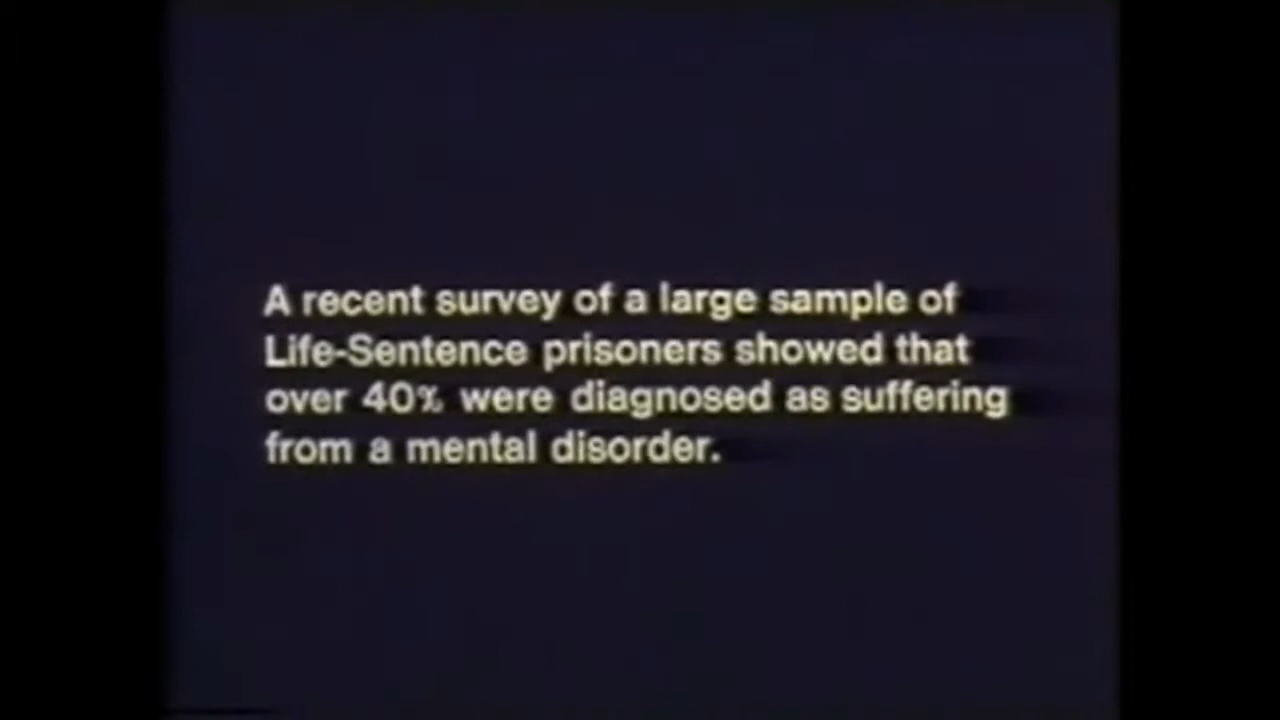 A recent survey of a large sample of
Life-Sentence prisoners showed that
over 40% were diagnosed as suffering
from a mental disorder.